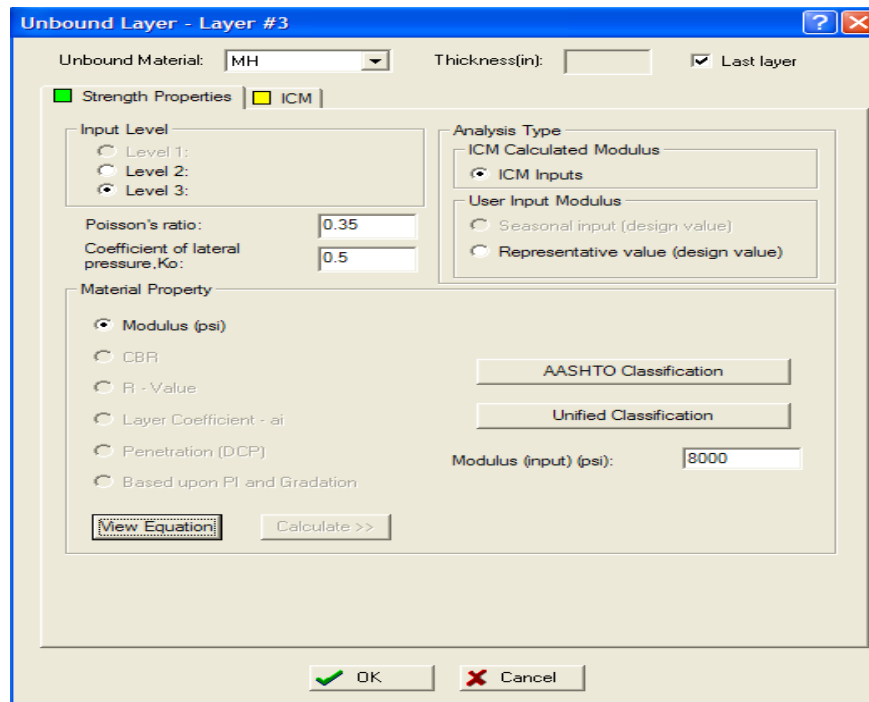 Unbound Layer - Layer #3
Unbound Material: MH Thickness(in): Last layer
Strength Properties ICM
Input Level
Level 1:
Level 2:
Level 3:
Analysis Type
ICM Calculated Modulus
ICM Inputs
User Input Modulus
Seasonal input (design value)
Representative value (design value)
Poisson's ratio: 0.35
Coefficient of lateral
pressure,Ko: 0.5
Material Property
Modulus (psi)
CBR
R - Value
Layer Coefficient - ai
Penetration (DCP)
Based upon PI and Gradation
AASHTO Classification
Unified Classification
Modulus (input) (psi): 8000
View Equation Calculate >>
OK Cancel